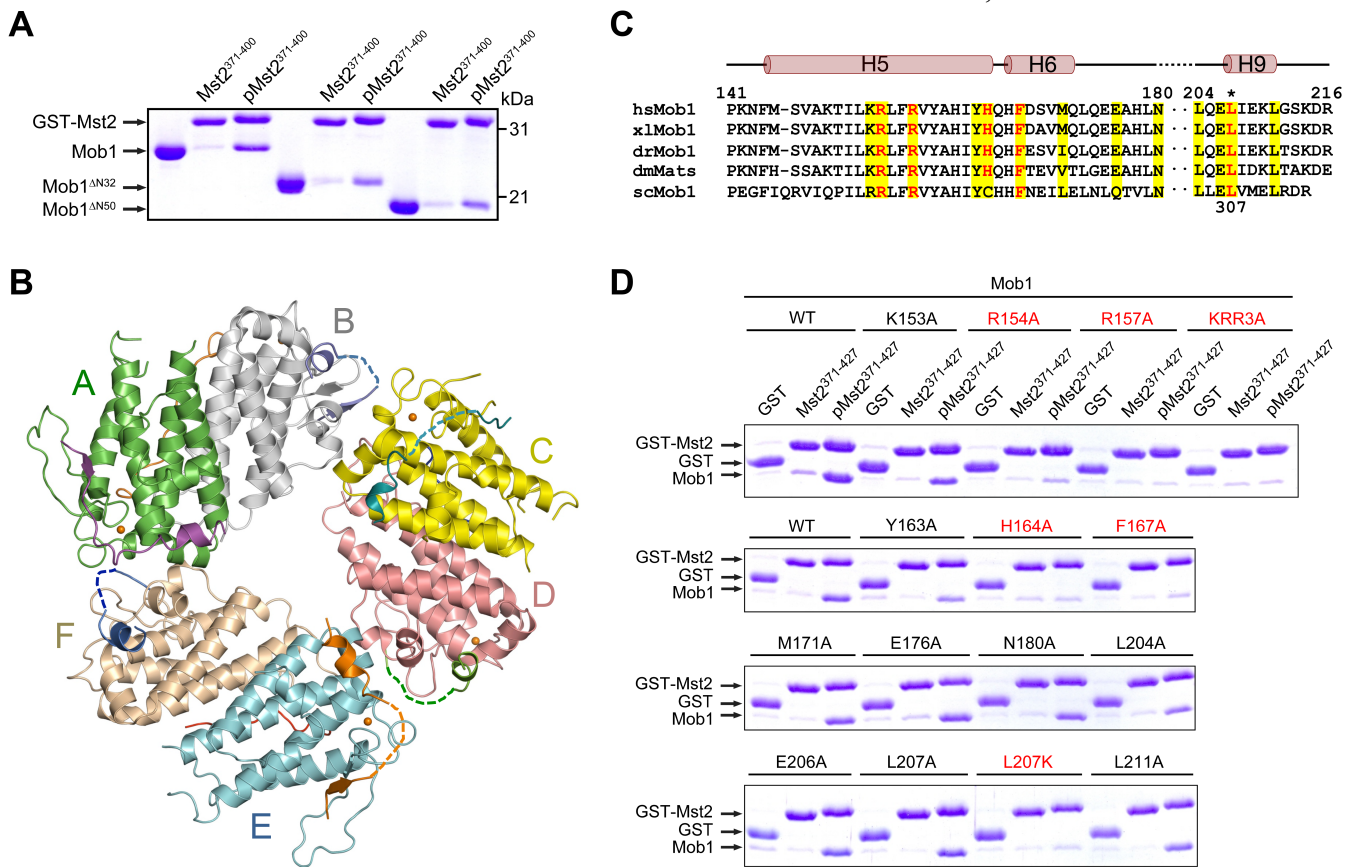 A
Mst2371-400 pMst2371-400 Mst2371-400 pMst2371-400 Mst2371-400 pMst2371-400
kDa
GST-Mst2
31
Mob1
Mob1ΔN32
21
Mob1ΔN50
B
A
B
C
D
E
F
C
H5 H6 H9
141 180 204 * 216
hsMob1 PKNFM-SVAKTILKRLFRVYAHIYHQHFDSVMQLQEEAHLN ·· LQELIEKLGSKDR
xlMob1 PKNFM-SVAKTILKRLFRVYAHIYHQHFDAVMQLQEEAHLN ·· LQELIEKLGSKDR
drMob1 PKNFM-SVAKTILKRLFRVYAHIYHQHFESVIQLQEEAHLN ·· LQELIEKLTSKDR
dmMats PKNFM-SVAKTILKRLFRVYAHIYHQHFTEVVTLGEEAHLN ·· LQELIDKLTAKDE
scMob1 PEGFIQRVIQPILRRLFRVYAHIYCHHFNEILELNLQTVLN ·· LLELVMELRDR
307
D
Mob1
WT K153A R154A R157A KRR3A
GST Mst2371-427 pMst2371-427 GST Mst2371-427 pMst2371-427 GST Mst2371-427 pMst2371-427 GST Mst2371-427 pMst2371-427 GST Mst2371-427 pMst2371-427
GST-Mst2
GST
Mob1
WT Y163A H164A F167A
GST-Mst2
GST
Mob1
M171A E176A N180A L204A
GST-Mst2
GST
Mob1
E206A L207A L207K L211A
GST-Mst2
GST
Mob1